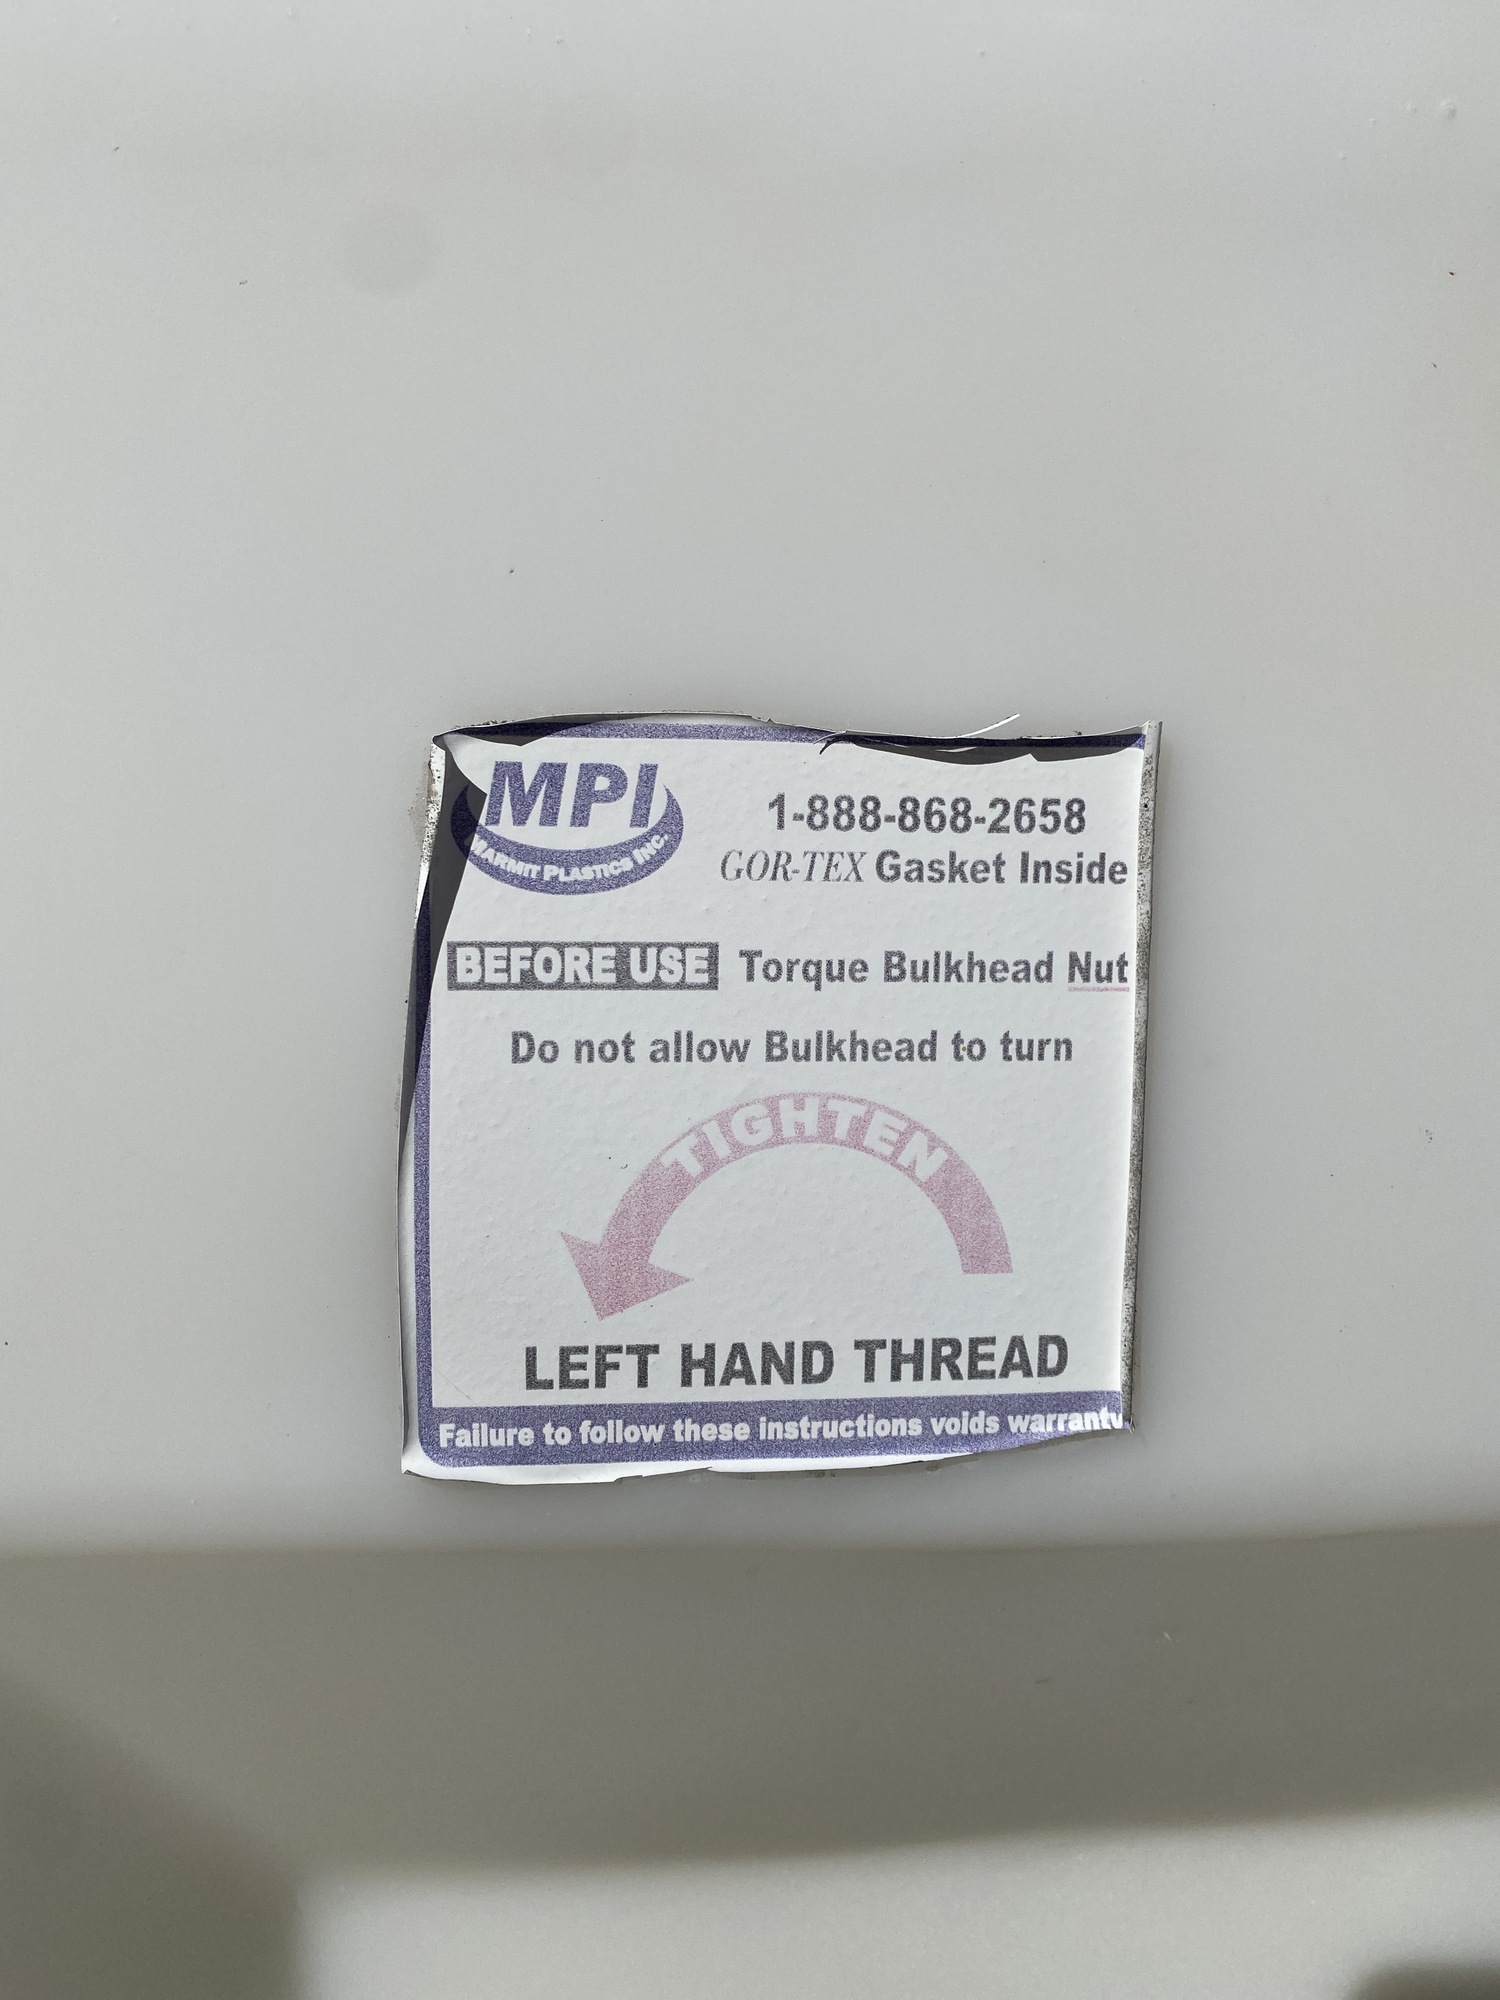 MPI
WARMIT PLASTICS INC.
1-888-868-2658
GOR-TEX Gasket Inside
BEFORE USE Torque Bulkhead Nut
Do not allow Bulkhead to turn
TIGHTEN
LEFT HAND THREAD
Failure to follow these instructions voids warranty